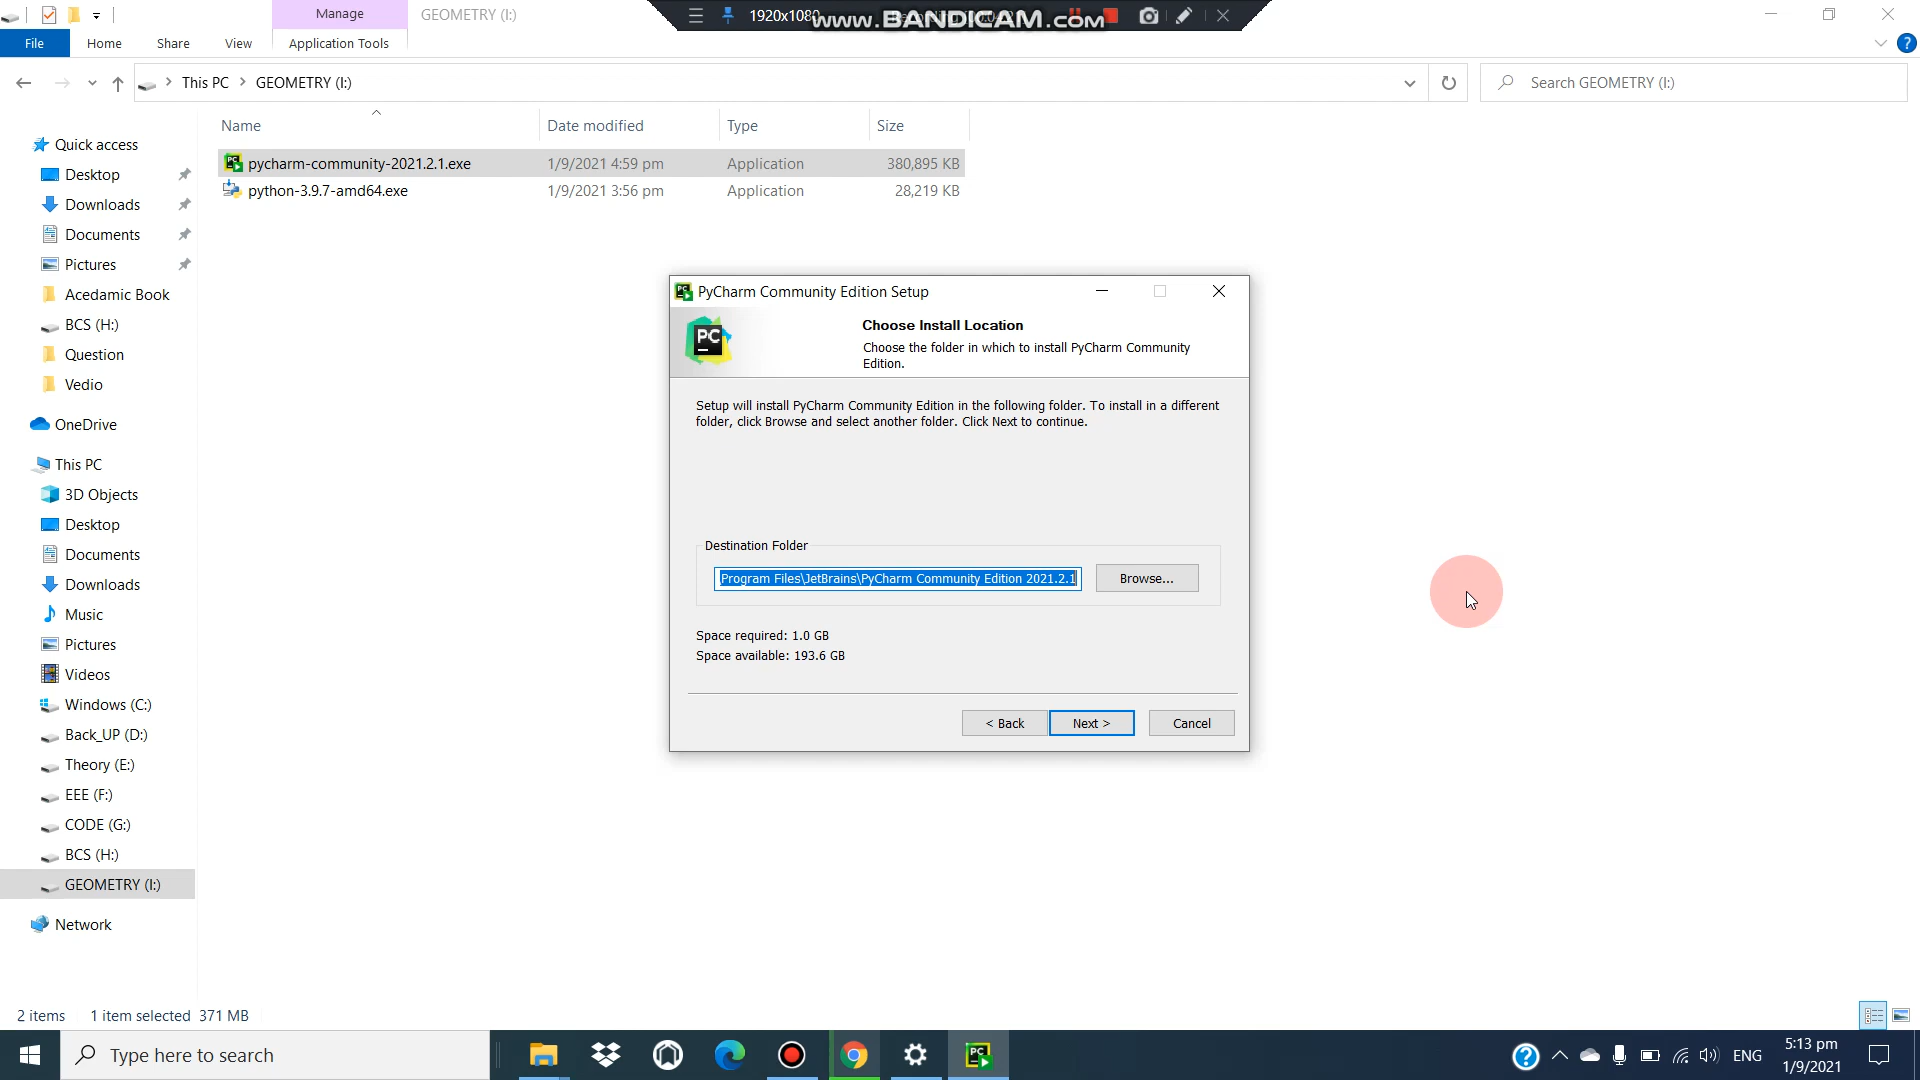 Manage
GEOMETRY (I:)
1920x1080
www.BANDICAM.com
File
Home
Share
View
Application Tools
This PC
GEOMETRY (I:)
Search GEOMETRY (I:)
Name
Date modified
Type
Size
pycharm-community-2021.2.1.exe
1/9/2021 4:59 pm
Application
380,895 KB
python-3.9.7-amd64.exe
1/9/2021 3:56 pm
Application
28,219 KB
Quick access
Desktop
Downloads
Documents
Pictures
Acedamic Book
BCS (H:)
Question
Vedio
OneDrive
This PC
3D Objects
Desktop
Documents
Downloads
Music
Pictures
Videos
Windows (C:)
Back_UP (D:)
Theory (E:)
EEE (F:)
CODE (G:)
BCS (H:)
GEOMETRY (I:)
Network
PyCharm Community Edition Setup
PC
Choose Install Location
Choose the folder in which to install PyCharm Community
Edition.
Setup will install PyCharm Community Edition in the following folder. To install in a different
folder, click Browse and select another folder. Click Next to continue.
Destination Folder
Program Files\JetBrains\PyCharm Community Edition 2021.2.1
Browse...
Space required: 1.0 GB
Space available: 193.6 GB
< Back
Next >
Cancel
2 items
1 item selected 371 MB
Type here to search
ENG
5:13 pm
1/9/2021